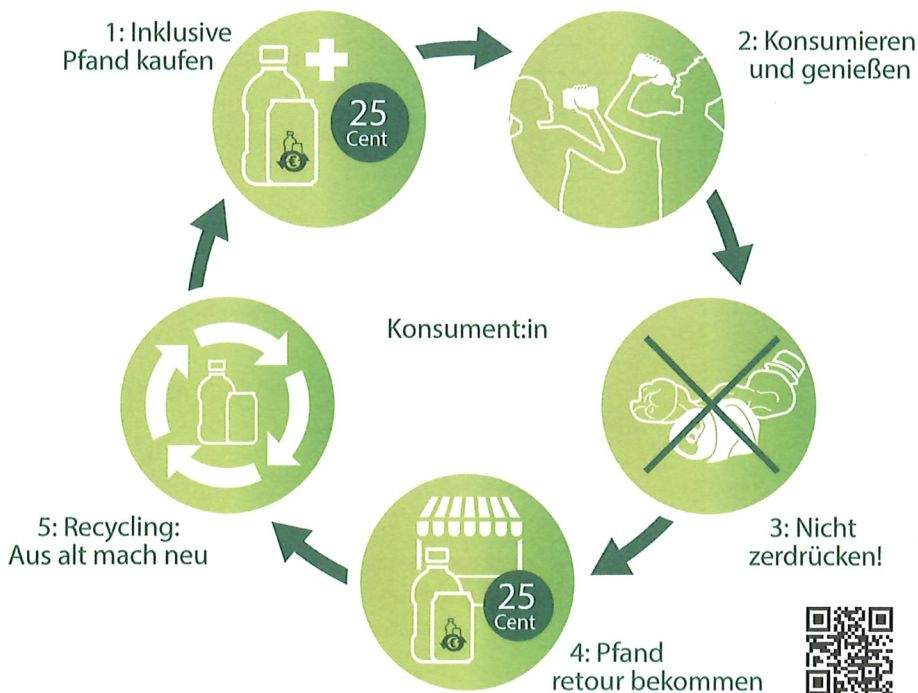 1: Inklusive
Pfand kaufen
25
Cent
€
2: Konsumieren
und genießen
Konsument:in
3: Nicht
zerdrücken!
4: Pfand
retour bekommen
25
Cent
€
5: Recycling:
Aus alt mach neu